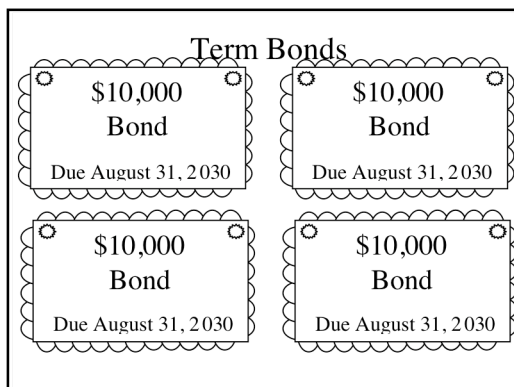 Term Bonds
$10,000
Bond
Due August 31, 2030
$10,000
Bond
Due August 31, 2030
$10,000
Bond
Due August 31, 2030
$10,000
Bond
Due August 31, 2030